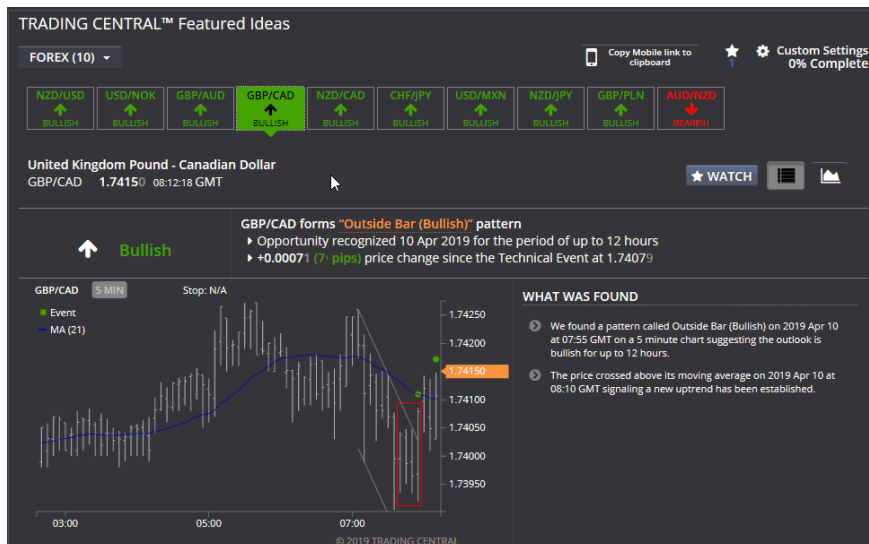 TRADING CENTRAL™ Featured Ideas
FOREX (10)
Copy Mobile link to clipboard
1
Custom Settings
0% Complete
NZD/USD BULLISH
USD/NOK BULLISH
GBP/AUD BULLISH
GBP/CAD BULLISH
NZD/CAD BULLISH
CHF/JPY BULLISH
USD/MXN BULLISH
NZD/JPY BULLISH
GBP/PLN BULLISH
AUD/NZD BEARISH
United Kingdom Pound - Canadian Dollar
GBP/CAD 1.74150 08:12:18 GMT
WATCH
Bullish
GBP/CAD forms "Outside Bar (Bullish)" pattern
Opportunity recognized 10 Apr 2019 for the period of up to 12 hours
+0.00071 (7¹ pips) price change since the Technical Event at 1.74079
GBP/CAD 5 MIN Stop: N/A
Event
MA (21)
1.74250
1.74200
1.74150
1.74100
1.74050
1.74000
1.73950
03:00 05:00 07:00
© 2019 TRADING CENTRAL
WHAT WAS FOUND
We found a pattern called Outside Bar (Bullish) on 2019 Apr 10
at 07:55 GMT on a 5 minute chart suggesting the outlook is
bullish for up to 12 hours.
The price crossed above its moving average on 2019 Apr 10 at
08:10 GMT signaling a new uptrend has been established.